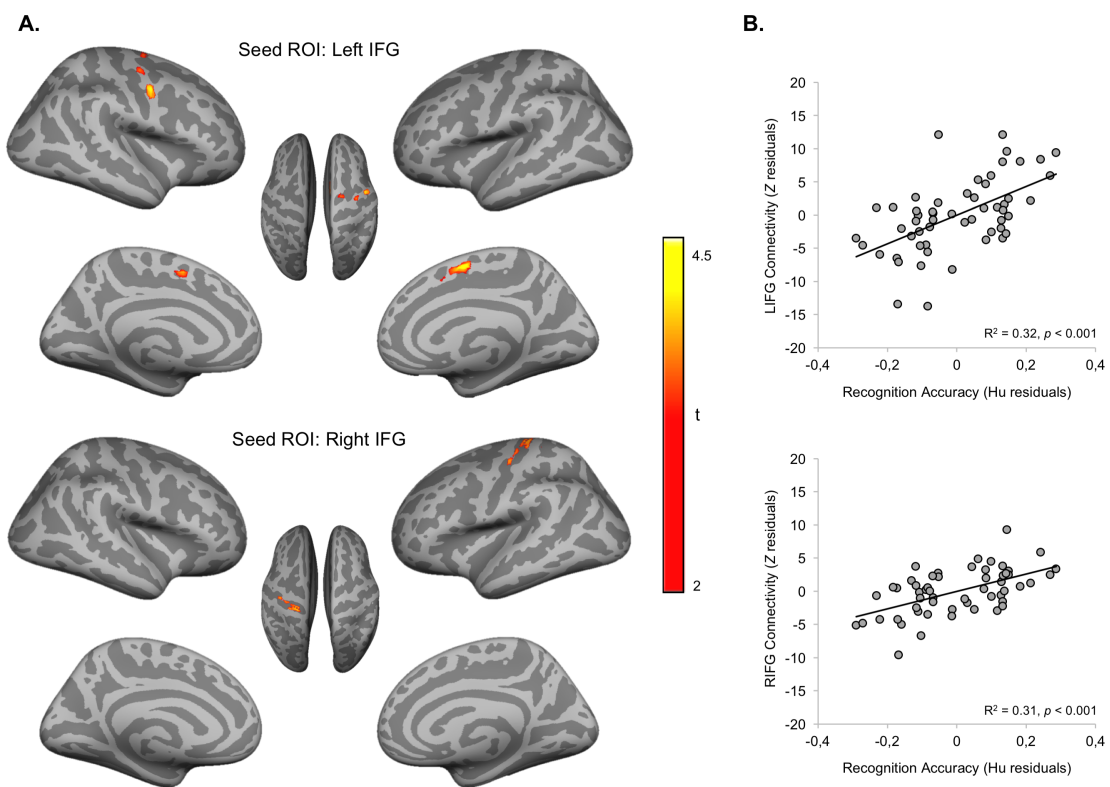 A.
Seed ROI: Left IFG
4.5
t
2
Seed ROI: Right IFG
B.
20
15
10
5
0
-5
-10
-15
-20
LIFG Connectivity (Z residuals)
R² = 0.32, p < 0.001
-0,4 -0,2 0 0,2 0,4
Recognition Accuracy (Hu residuals)
20
15
10
5
0
-5
-10
-15
-20
RIFG Connectivity (Z residuals)
R² = 0.31, p < 0.001
-0,4 -0,2 0 0,2 0,4
Recognition Accuracy (Hu residuals)